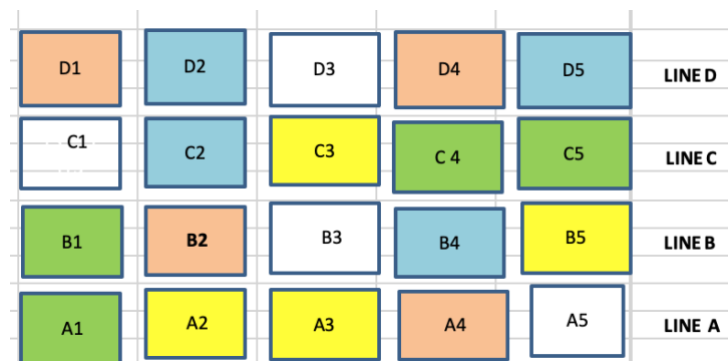 D1 D2 D3 D4 D5 LINE D
C1 C2 C3 C 4 C5 LINE C
B1 B2 B3 B4 B5 LINE B
A1 A2 A3 A4 A5 LINE A